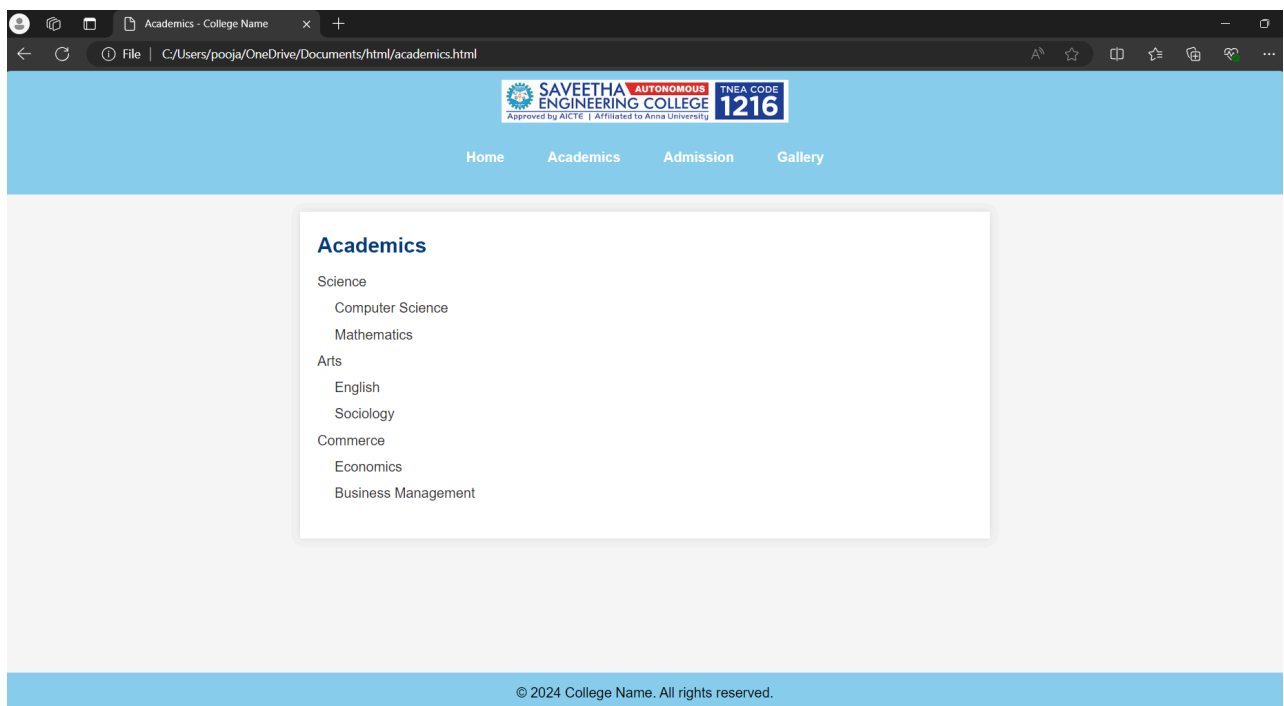 Academics - College Name
File | C:/Users/pooja/OneDrive/Documents/html/academics.html
SAVEETHA AUTONOMOUS
ENGINEERING COLLEGE
Approved by AICTE | Affiliated to Anna University
TNEA CODE
1216
Home Academics Admission Gallery
Academics
Science
Computer Science
Mathematics
Arts
English
Sociology
Commerce
Economics
Business Management
© 2024 College Name. All rights reserved.